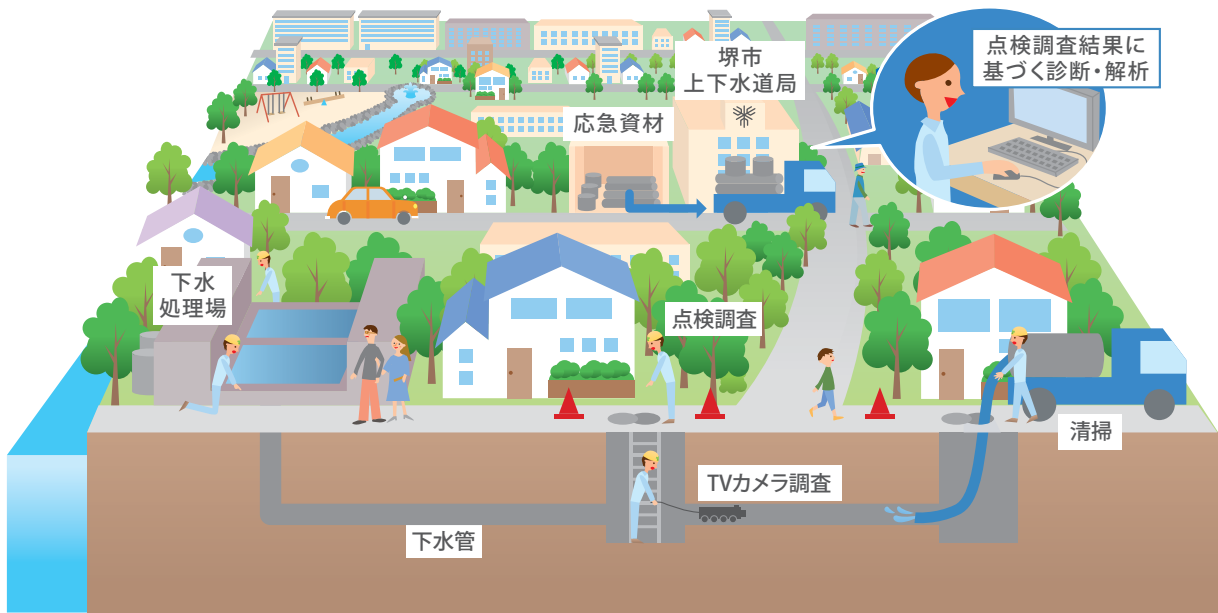 点検調査結果に
基づく診断・解析
堺市
上下水道局
応急資材
下水
処理場
点検調査
清掃
TVカメラ調査
下水管